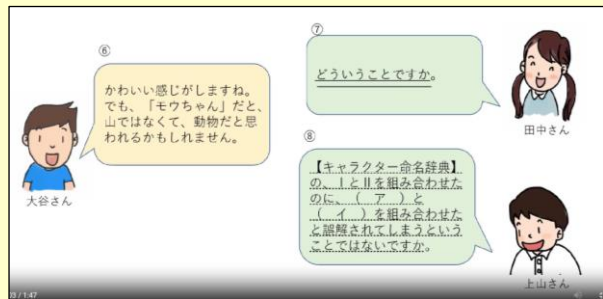 ⑥
かわいい感じがしますね。
でも、「モウちゃん」だと、
山ではなくて、動物だと思
われるかもしれません。
大谷さん
⑦
どういうことですか。
田中さん
⑧
【キャラクター命名辞典】
の、ⅠとⅡを組み合わせた
のに、（　ア　）と
（　イ　）を組み合わせた
と誤解されてしまうという
ことではないですか。
上山さん
/ 1:47